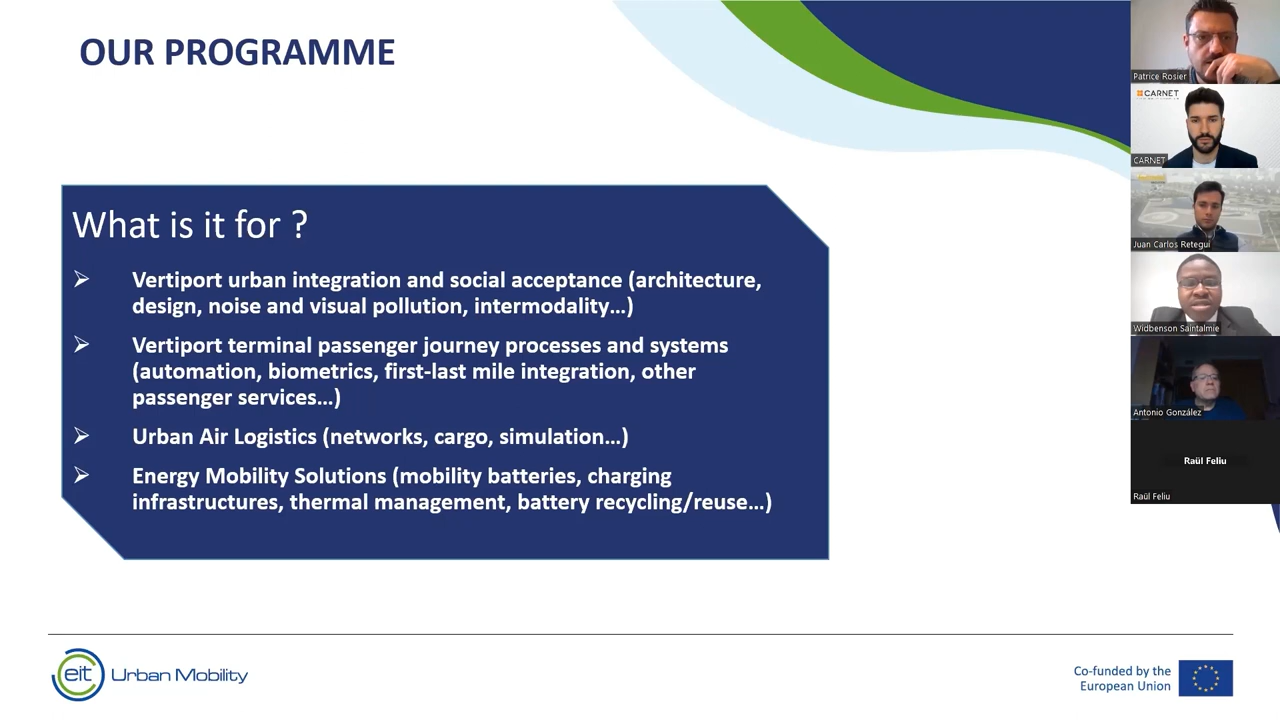 OUR PROGRAMME
What is it for ?
Vertiport urban integration and social acceptance (architecture,
design, noise and visual pollution, intermodality…)
Vertiport terminal passenger journey processes and systems
(automation, biometrics, first-last mile integration, other
passenger services…)
Urban Air Logistics (networks, cargo, simulation…)
Energy Mobility Solutions (mobility batteries, charging
infrastructures, thermal management, battery recycling/reuse…)
eit Urban Mobility
Co-funded by the
European Union
Patrice Rosier
CARNET
CARNET
Juan Carlos Retegui
Widbenson Saintalmie
Antonio González
Raül Feliu
Raül Feliu